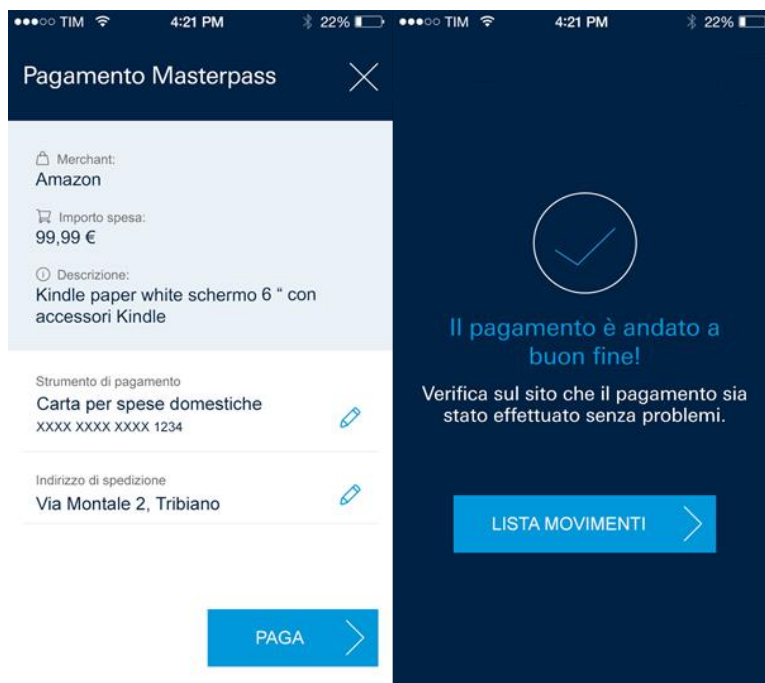 TIM 4:21 PM 22%
Pagamento Masterpass
Merchant:
Amazon
Importo spesa:
99,99 €
Descrizione:
Kindle paper white schermo 6 “ con
accessori Kindle
Strumento di pagamento
Carta per spese domestiche
XXXX XXXX XXXX 1234
Indirizzo di spedizione
Via Montale 2, Tribiano
PAGA
TIM 4:21 PM 22%
Il pagamento è andato a
buon fine!
Verifica sul sito che il pagamento sia
stato effettuato senza problemi.
LISTA MOVIMENTI